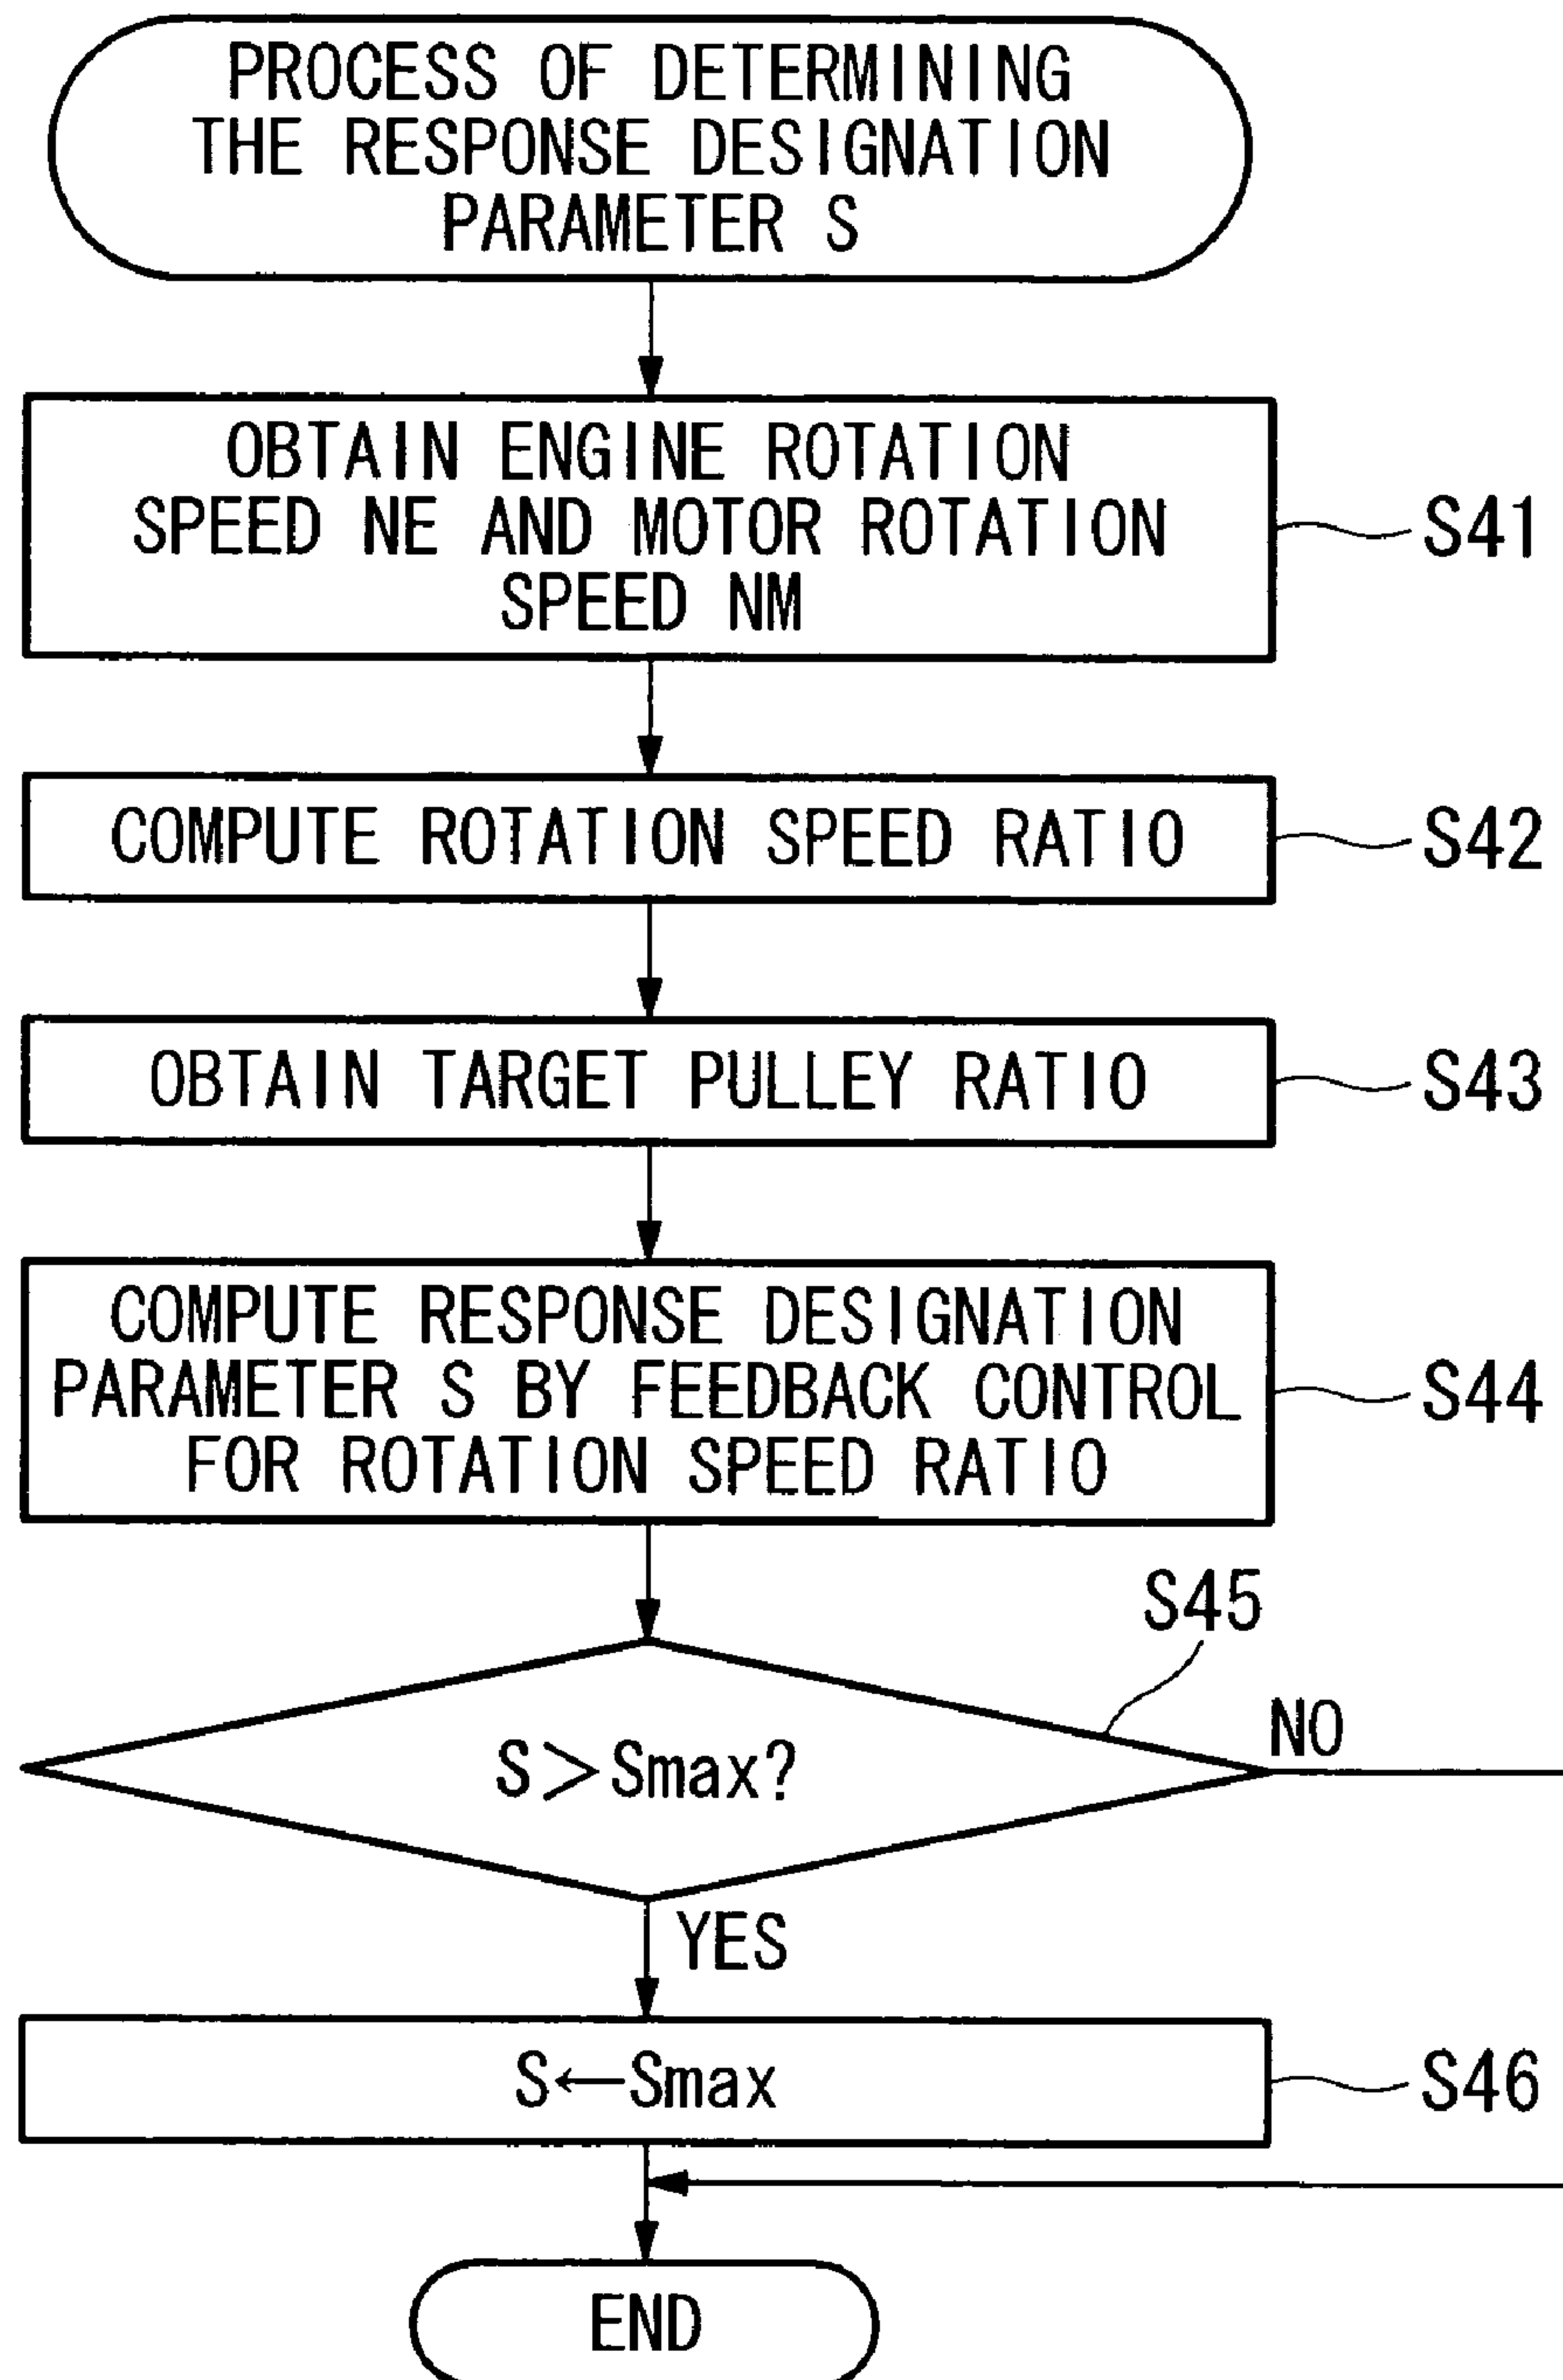 PROCESS OF DETERMINING
THE RESPONSE DESIGNATION
PARAMETER S
OBTAIN ENGINE ROTATION
SPEED NE AND MOTOR ROTATION
SPEED NM
S41
COMPUTE ROTATION SPEED RATIO
S42
OBTAIN TARGET PULLEY RATIO
S43
COMPUTE RESPONSE DESIGNATION
PARAMETER S BY FEEDBACK CONTROL
FOR ROTATION SPEED RATIO
S44
S45
S>Smax?
NO
YES
S←Smax
S46
END